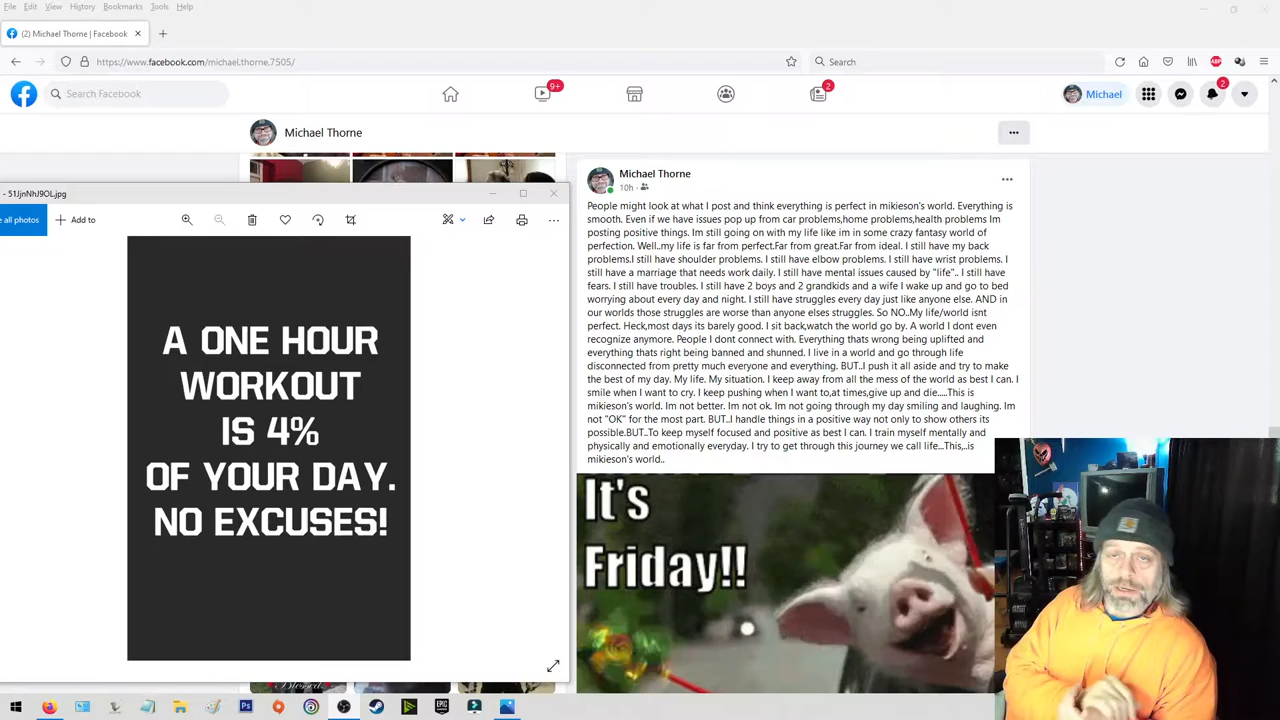 File Edit View History Bookmarks Tools Help
(2) Michael Thorne | Facebook
https://www.facebook.com/michael.thorne.7505/
Search
ABP
Search Facebook
9+
2
Michael
2
Michael Thorne
- 51JjnNhJ9OL.jpg
e all photos
Add to
A ONE HOUR
WORKOUT
IS 4%
OF YOUR DAY.
NO EXCUSES!
Michael Thorne
10h
People might look at what I post and think everything is perfect in mikieson's world. Everything is
smooth. Even if we have issues pop up from car problems,home problems,health problems Im
posting positive things. Im still going on with my life like im in some crazy fantasy world of
perfection. Well..my life is far from perfect.Far from great.Far from ideal. I still have my back
problems.I still have shoulder problems. I still have elbow problems. I still have wrist problems. I
still have a marriage that needs work daily. I still have mental issues caused by "life".. I still have
fears. I still have troubles. I still have 2 boys and 2 grandkids and a wife I wake up and go to bed
worrying about every day and night. I still have struggles every day just like anyone else. AND in
our worlds those struggles are worse than anyone elses struggles. So NO..My life/world isnt
perfect. Heck,most days its barely good. I sit back,watch the world go by. A world I dont even
recognize anymore. People I dont connect with. Everything thats wrong being uplifted and
everything thats right being banned and shunned. I live in a world and go through life
disconnected from pretty much everyone and everything. BUT..I push it all aside and try to make
the best of my day. My life. My situation. I keep away from all the mess of the world as best I can. I
smile when I want to cry. I keep pushing when I want to,at times,give up and die.....This is
mikieson's world. Im not better. Im not ok. Im not going through my day smiling and laughing. Im
not "OK" for the most part. BUT..I handle things in a positive way not only to show others its
possible.BUT..To keep myself focused and positive as best I can. I train myself mentally and
physically and emotionally everyday. I try to get through this journey we call life...This,..is
mikieson's world..
It's
Friday!!
Blessed
EPIC